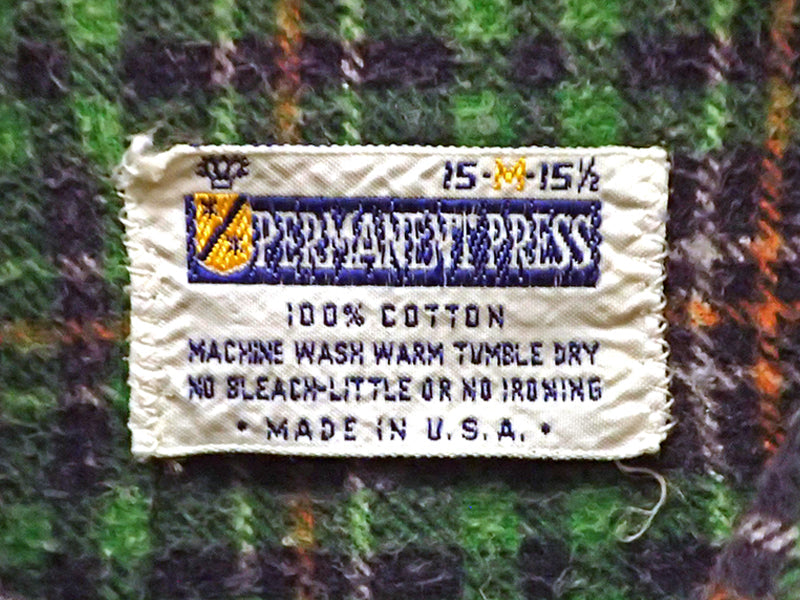 15-M-15½
PERMANENT PRESS
100% COTTON
MACHINE WASH WARM TUMBLE DRY
NO BLEACH-LITTLE OR NO IRONING
• MADE IN U.S.A. •